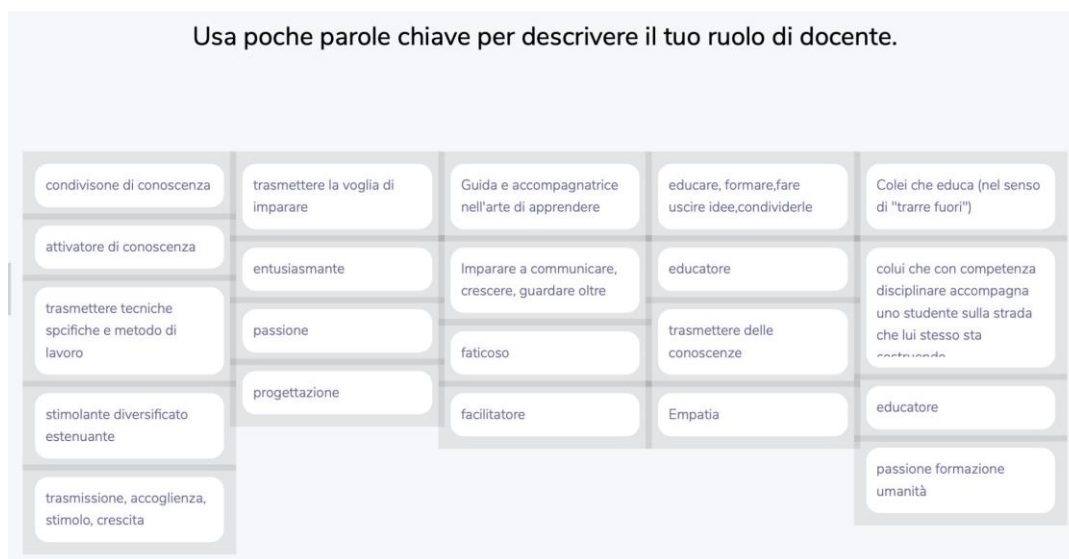 Usa poche parole chiave per descrivere il tuo ruolo di docente.
condivisone di conoscenza
attivatore di conoscenza
trasmettere tecniche
spcifiche e metodo di
lavoro
stimolante diversificato
estenuante
trasmissione, accoglienza,
stimolo, crescita
trasmettere la voglia di
imparare
entusiasmante
passione
progettazione
Guida e accompagnatrice
nell'arte di apprendere
Imparare a communicare,
crescere, guardare oltre
faticoso
facilitatore
educare, formare,fare
uscire idee,condividerle
educatore
trasmettere delle
conoscenze
Empatia
Colei che educa (nel senso
di "trarre fuori")
colui che con competenza
disciplinare accompagna
uno studente sulla strada
che lui stesso sta
costruendo
educatore
passione formazione
umanità